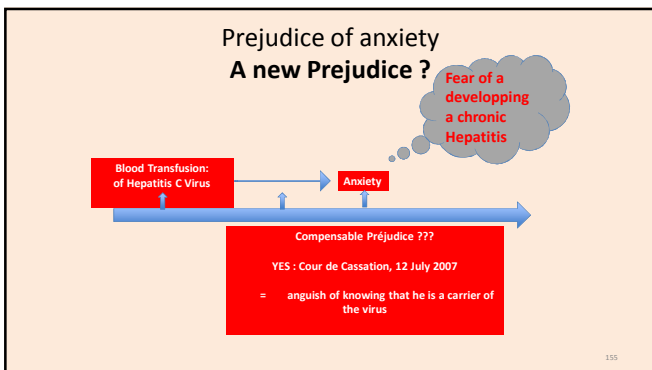 Prejudice of anxiety
A new Prejudice ?
Fear of a
developping
a chronic
Hepatitis
Blood Transfusion:
of Hepatitis C Virus
Anxiety
Compensable Préjudice ???
YES : Cour de Cassation, 12 July 2007
= anguish of knowing that he is a carrier of
the virus
155